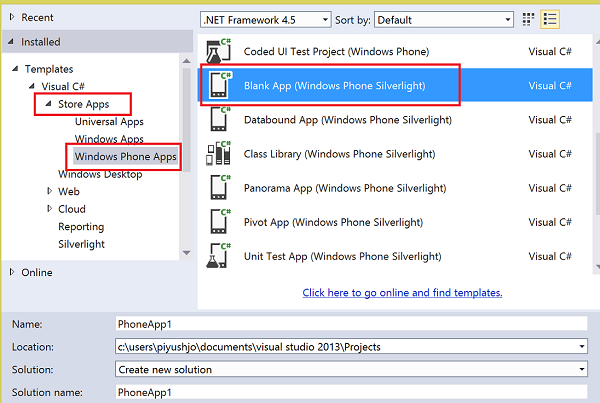 Recent
.NET Framework 4.5 Sort by: Default
Installed
Templates
Visual C#
Store Apps
Universal Apps
Windows Apps
Windows Phone Apps
Windows Desktop
Web
Cloud
Reporting
Silverlight
Online
C# Coded UI Test Project (Windows Phone) Visual C#
C# Blank App (Windows Phone Silverlight) Visual C#
C# Databound App (Windows Phone Silverlight) Visual C#
C# Class Library (Windows Phone Silverlight) Visual C#
C# Panorama App (Windows Phone Silverlight) Visual C#
C# Pivot App (Windows Phone Silverlight) Visual C#
C# Unit Test App (Windows Phone Silverlight) Visual C#
Click here to go online and find templates.
Name: PhoneApp1
Location: c:\users\piyushjo\documents\visual studio 2013\Projects
Solution: Create new solution
Solution name: PhoneApp1